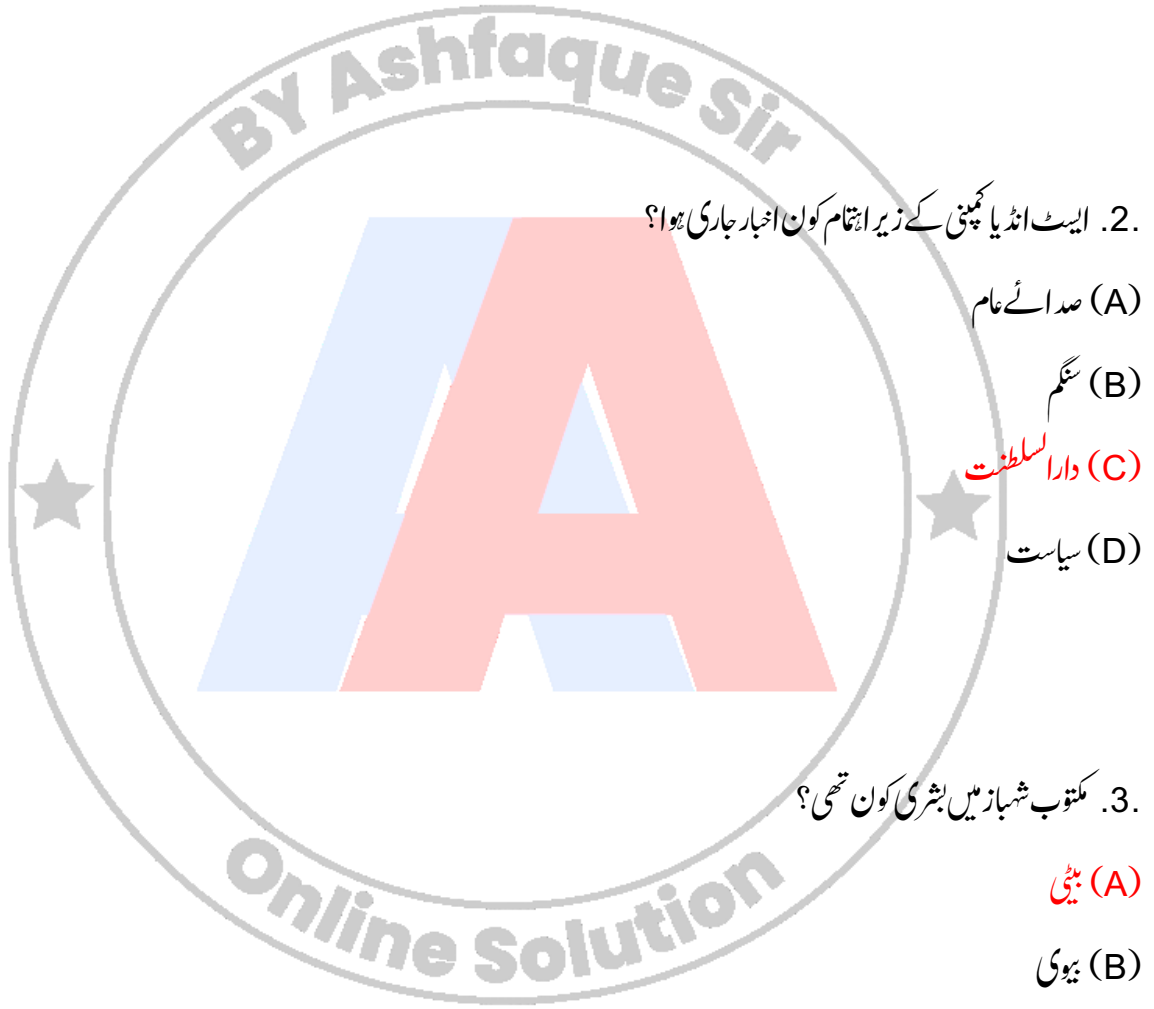 BY Ashfaque Sir
.2. ایسٹ انڈیا کمپنی کے زیر اہتمام کون اخبار جاری ہوا؟
(A) صدائے عام
(B) سنگم
(C) دارالسلطنت
(D) سیاست
.3. مکتوب شہباز میں بشری کون تھی؟
(A) بیٹی
(B) بیوی
Online Solution